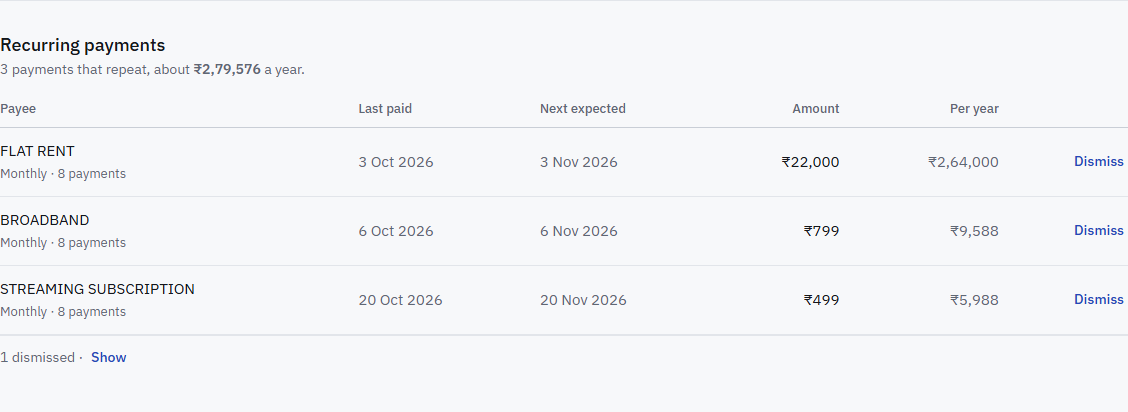 Recurring payments
3 payments that repeat, about ₹2,79,576 a year.
Payee Last paid Next expected Amount Per year
FLAT RENT
Monthly · 8 payments
3 Oct 2026 3 Nov 2026 ₹22,000 ₹2,64,000 Dismiss
BROADBAND
Monthly · 8 payments
6 Oct 2026 6 Nov 2026 ₹799 ₹9,588 Dismiss
STREAMING SUBSCRIPTION
Monthly · 8 payments
20 Oct 2026 20 Nov 2026 ₹499 ₹5,988 Dismiss
1 dismissed · Show